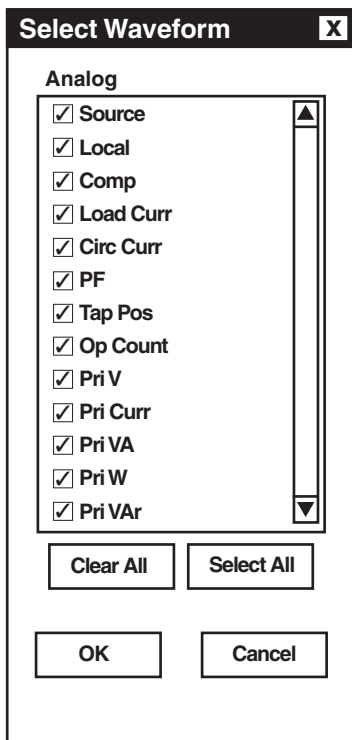 Select Waveform X
Analog
Source
Local
Comp
Load Curr
Circ Curr
PF
Tap Pos
Op Count
Pri V
Pri Curr
Pri VA
Pri W
Pri VAr
Clear All Select All
OK Cancel